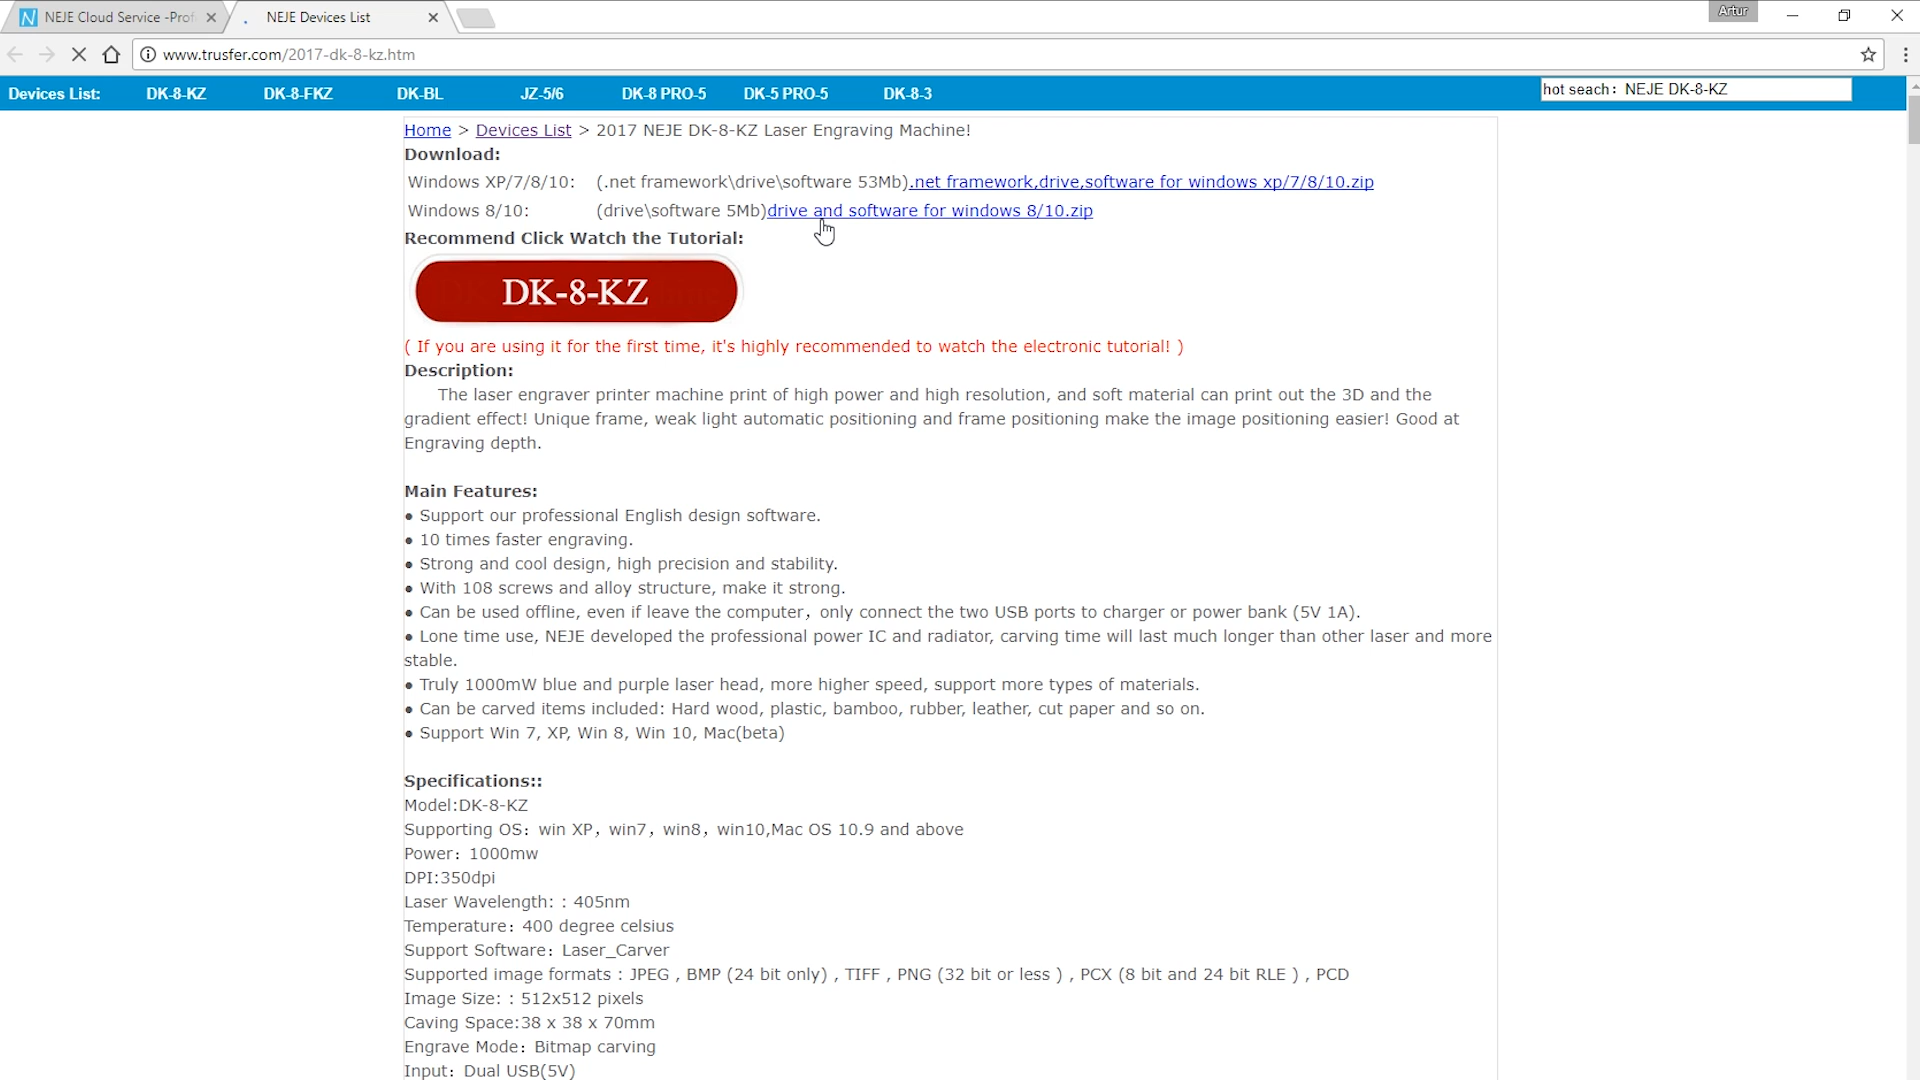 NEJE Cloud Service -Prof
NEJE Devices List
Artur
www.trusfer.com/2017-dk-8-kz.htm
Devices List: DK-8-KZ DK-8-FKZ DK-BL JZ-5/6 DK-8 PRO-5 DK-5 PRO-5 DK-8-3 hot seach：NEJE DK-8-KZ
Home > Devices List > 2017 NEJE DK-8-KZ Laser Engraving Machine!
Download:
Windows XP/7/8/10: (.net framework\drive\software 53Mb).net framework,drive,software for windows xp/7/8/10.zip
Windows 8/10: (drive\software 5Mb)drive and software for windows 8/10.zip
Recommend Click Watch the Tutorial:
DK-8-KZ
( If you are using it for the first time, it's highly recommended to watch the electronic tutorial! )
Description:
The laser engraver printer machine print of high power and high resolution, and soft material can print out the 3D and the
gradient effect! Unique frame, weak light automatic positioning and frame positioning make the image positioning easier! Good at
Engraving depth.
Main Features:
● Support our professional English design software.
● 10 times faster engraving.
● Strong and cool design, high precision and stability.
● With 108 screws and alloy structure, make it strong.
● Can be used offline, even if leave the computer，only connect the two USB ports to charger or power bank (5V 1A).
● Lone time use, NEJE developed the professional power IC and radiator, carving time will last much longer than other laser and more
stable.
● Truly 1000mW blue and purple laser head, more higher speed, support more types of materials.
● Can be carved items included: Hard wood, plastic, bamboo, rubber, leather, cut paper and so on.
● Support Win 7, XP, Win 8, Win 10, Mac(beta)
Specifications::
Model:DK-8-KZ
Supporting OS：win XP，win7，win8，win10,Mac OS 10.9 and above
Power：1000mw
DPI:350dpi
Laser Wavelength:：405nm
Temperature：400 degree celsius
Support Software：Laser_Carver
Supported image formats : JPEG , BMP (24 bit only) , TIFF , PNG (32 bit or less ) , PCX (8 bit and 24 bit RLE ) , PCD
Image Size:：512x512 pixels
Caving Space:38 x 38 x 70mm
Engrave Mode：Bitmap carving
Input：Dual USB(5V)